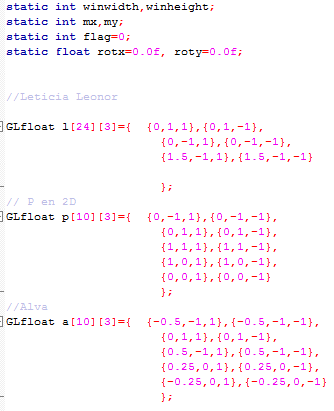 static int winwidth,winheight;
static int mx,my;
static int flag=0;
static float rotx=0.0f, roty=0.0f;
//Leticia Leonor
GLfloat l[24][3]={ {0,1,1},{0,1,-1},
{0,-1,1},{0,-1,-1},
{1.5,-1,1},{1.5,-1,-1}
};
// P en 2D
GLfloat p[10][3]={ {0,-1,1},{0,-1,-1},
{0,1,1},{0,1,-1},
{1,1,1},{1,1,-1},
{1,0,1},{1,0,-1},
{0,0,1},{0,0,-1}
};
//Alva
GLfloat a[10][3]={ {-0.5,-1,1},{-0.5,-1,-1},
{0,1,1},{0,1,-1},
{0.5,-1,1},{0.5,-1,-1},
{0.25,0,1},{0.25,0,-1},
{-0.25,0,1},{-0.25,0,-1}
};